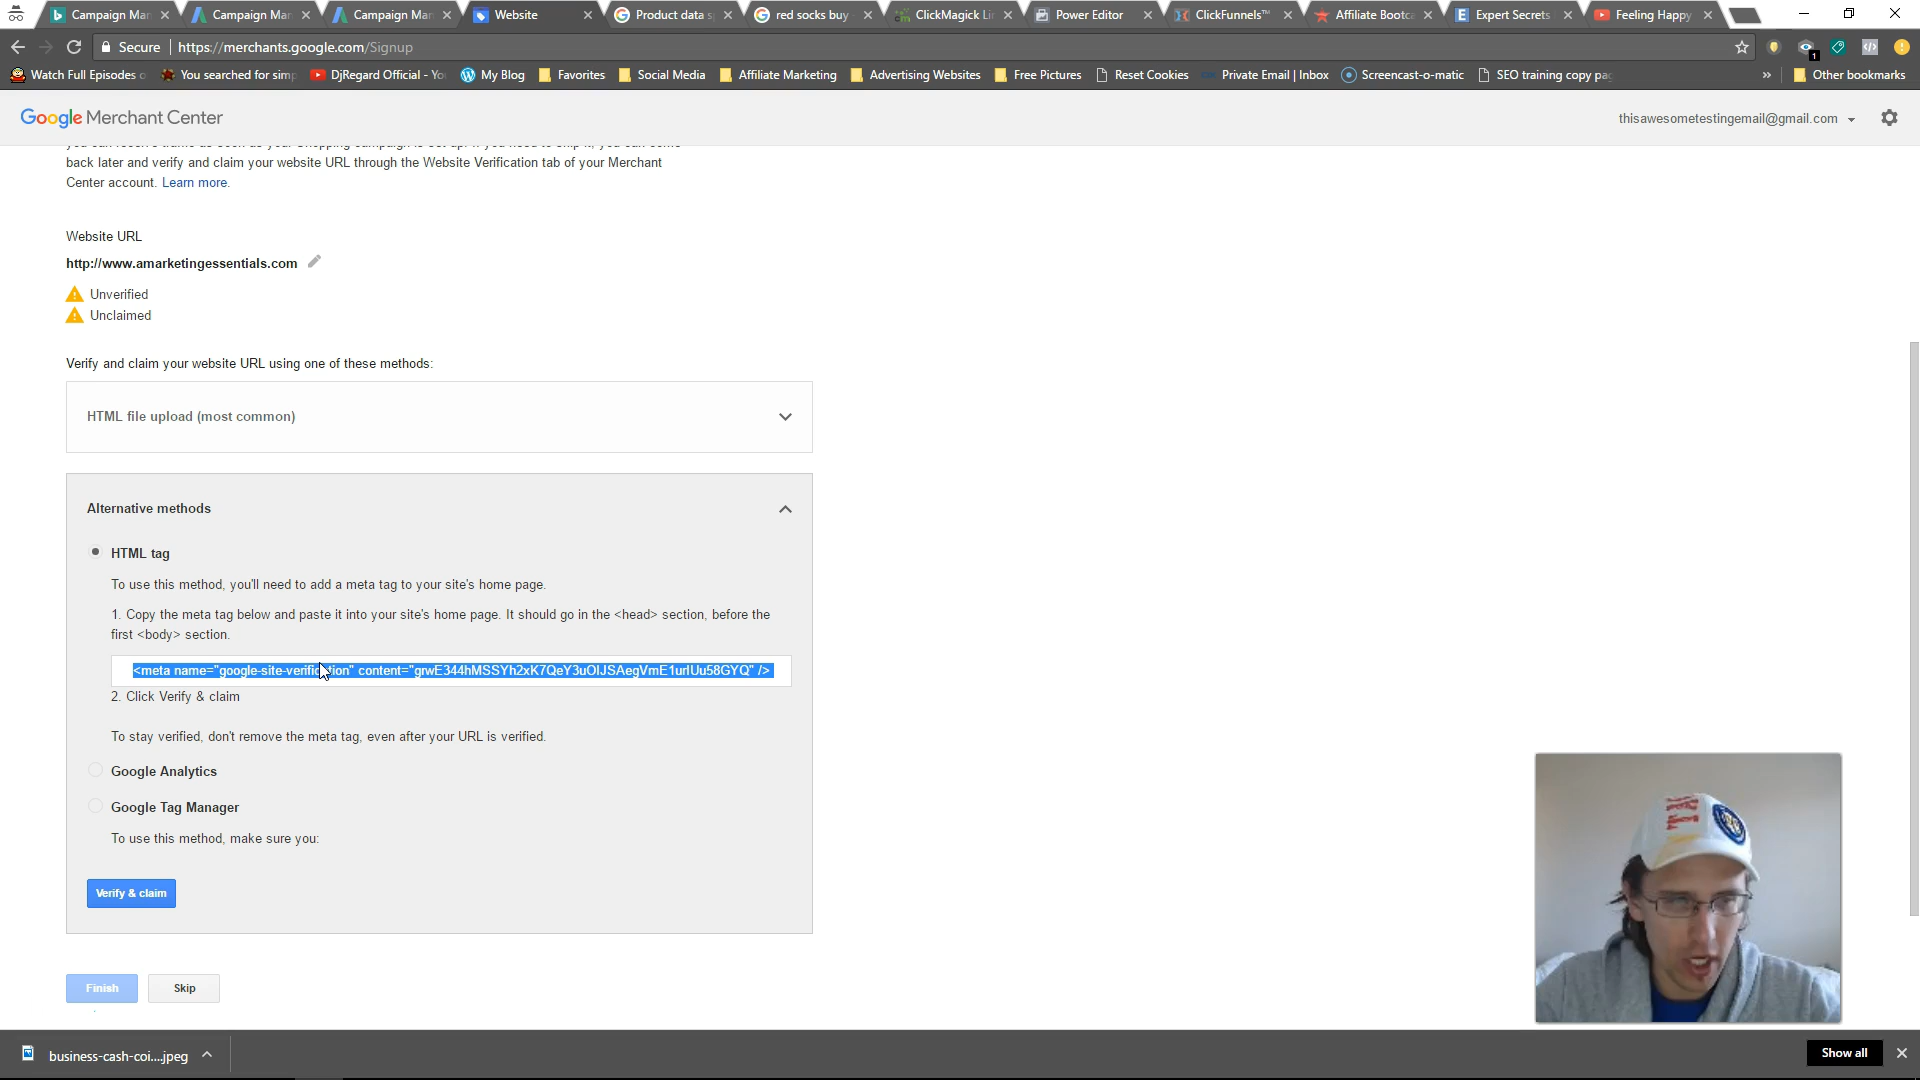 Campaign Mar
Campaign Mar
Campaign Mar
Website
Product data s
red socks buy
ClickMagick Li
Power Editor
ClickFunnels™
Affiliate Bootc
Expert Secrets
Feeling Happy
Secure
https://merchants.google.com/Signup
1
Watch Full Episodes o
You searched for sim
DjRegard Official - Yo
My Blog
Favorites
Social Media
Affiliate Marketing
Advertising Websites
Free Pictures
Reset Cookies
Private Email | Inbox
Screencast-o-matic
SEO training copy pag
»
Other bookmarks
Google Merchant Center
thisawesometestingemail@gmail.com
back later and verify and claim your website URL through the Website Verification tab of your Merchant
Center account. Learn more.
Website URL
http://www.amarketingessentials.com
Unverified
Unclaimed
Verify and claim your website URL using one of these methods:
HTML file upload (most common)
Alternative methods
HTML tag
To use this method, you'll need to add a meta tag to your site's home page.
1. Copy the meta tag below and paste it into your site's home page. It should go in the <head> section, before the
first <body> section.
<meta name="google-site-verification" content="grwE344hMSSYh2xK7QeY3uOIJSAegVmE1urlUu58GYQ" />
2. Click Verify & claim
To stay verified, don't remove the meta tag, even after your URL is verified.
Google Analytics
Google Tag Manager
To use this method, make sure you:
Verify & claim
Finish
Skip
business-cash-coi....jpeg
Show all